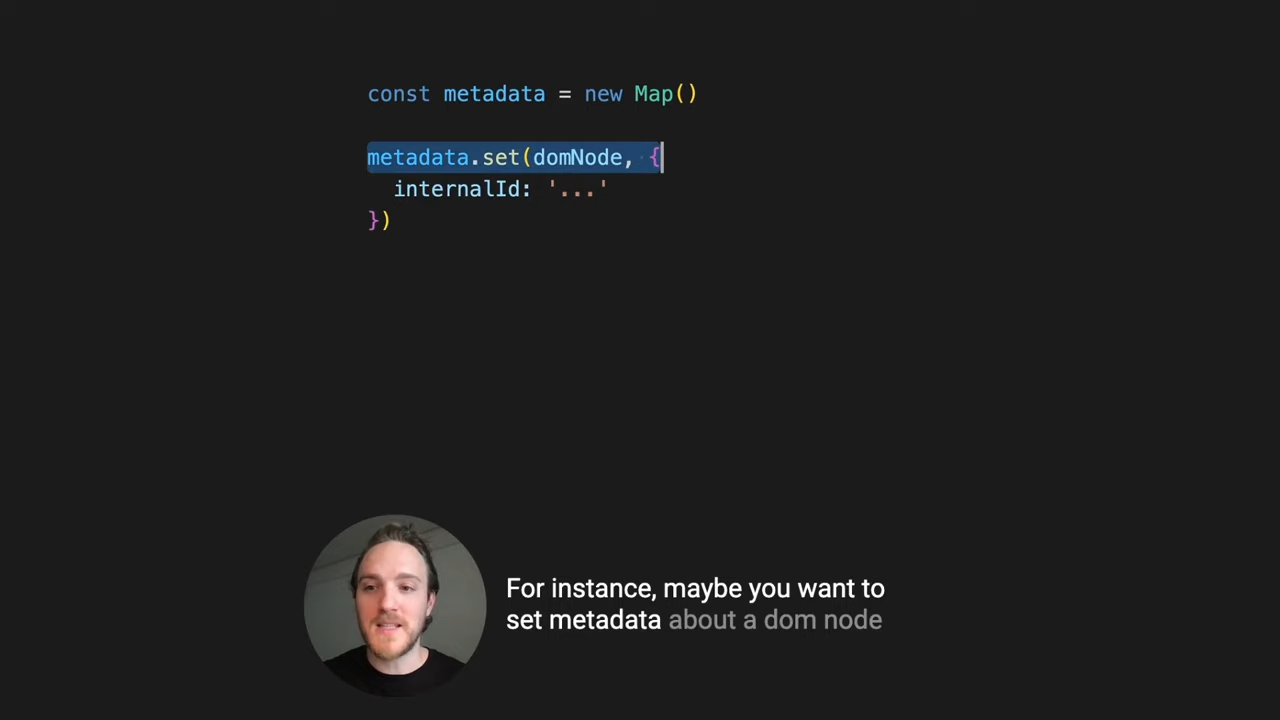 const metadata = new Map()
metadata.set(domNode, {
internalId: '...'
})
For instance, maybe you want to
set metadata about a dom node